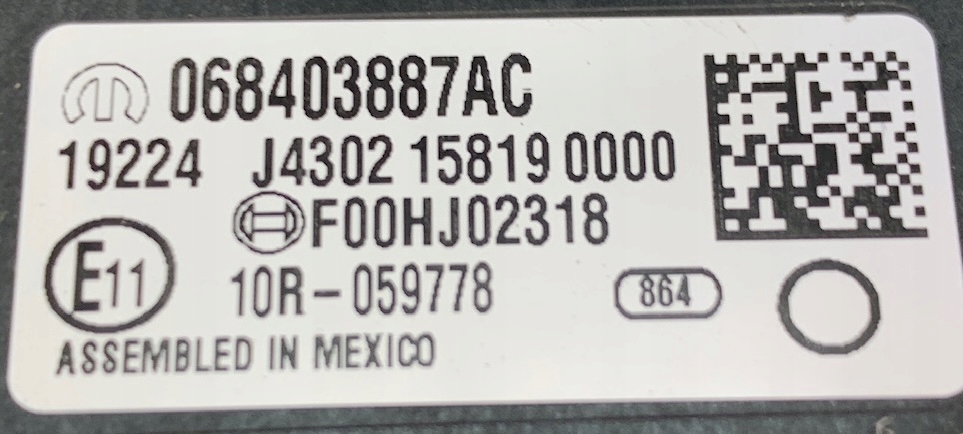 068403887AC
19224 J4302 15819 0000
F00HJ02318
E11 10R-059778 864
ASSEMBLED IN MEXICO